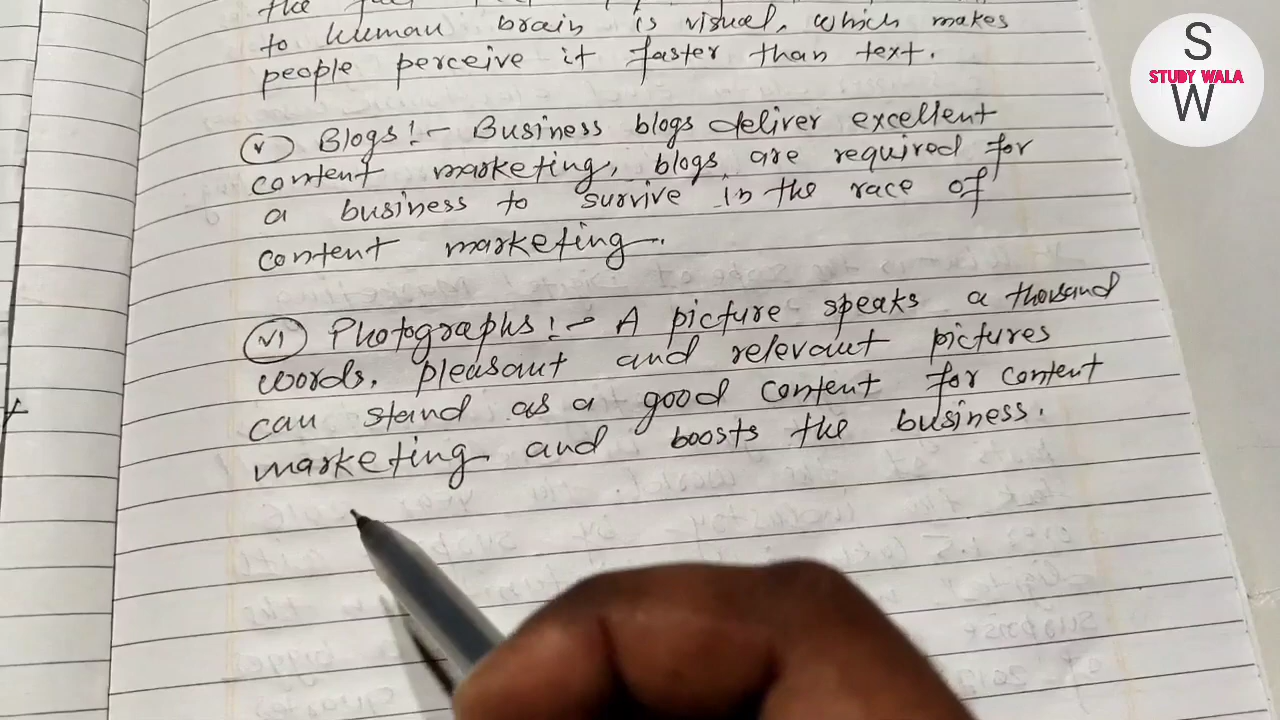 the
to human brain is visual, which makes
people perceive it faster than text.
(v) Blogs!- Business blogs deliver excellent
content marketing, blogs are required for
a business to survive in the race of
content marketing.
(vi) Photographs!- A picture speaks a thousand
words, pleasant and relevant pictures
can stand as a good content for content
marketing and boosts the business.
S
STUDY WALA
W